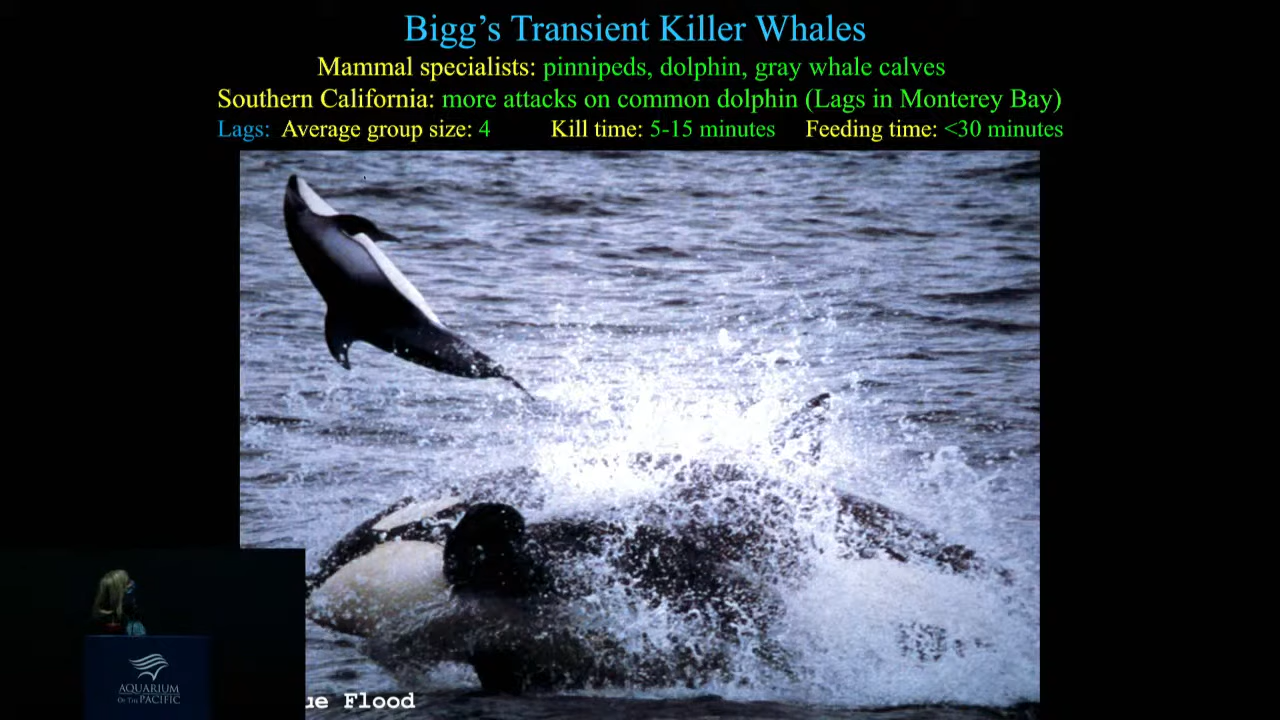 Bigg's Transient Killer Whales
Mammal specialists: pinnipeds, dolphin, gray whale calves
Southern California: more attacks on common dolphin (Lags in Monterey Bay)
Lags: Average group size: 4 Kill time: 5-15 minutes Feeding time: <30 minutes
Flood
AQUARIUM
OF THE PACIFIC